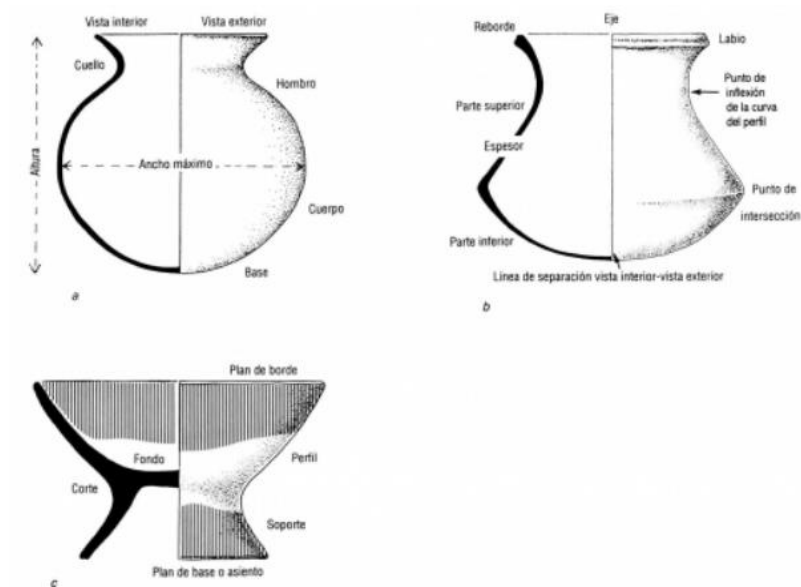 Vista interior
Vista exterior
Cuello
Hombro
Altura
Ancho máximo
Cuerpo
Base
a
Eje
Reborde
Labio
Punto de
inflexión
de la curva
del perfil
Parte superior
Espesor
Punto de
intersección
Parte inferior
Línea de separación vista interior-vista exterior
b
Plan de borde
Fondo
Perfil
Corte
Soporte
Plan de base o asiento
c